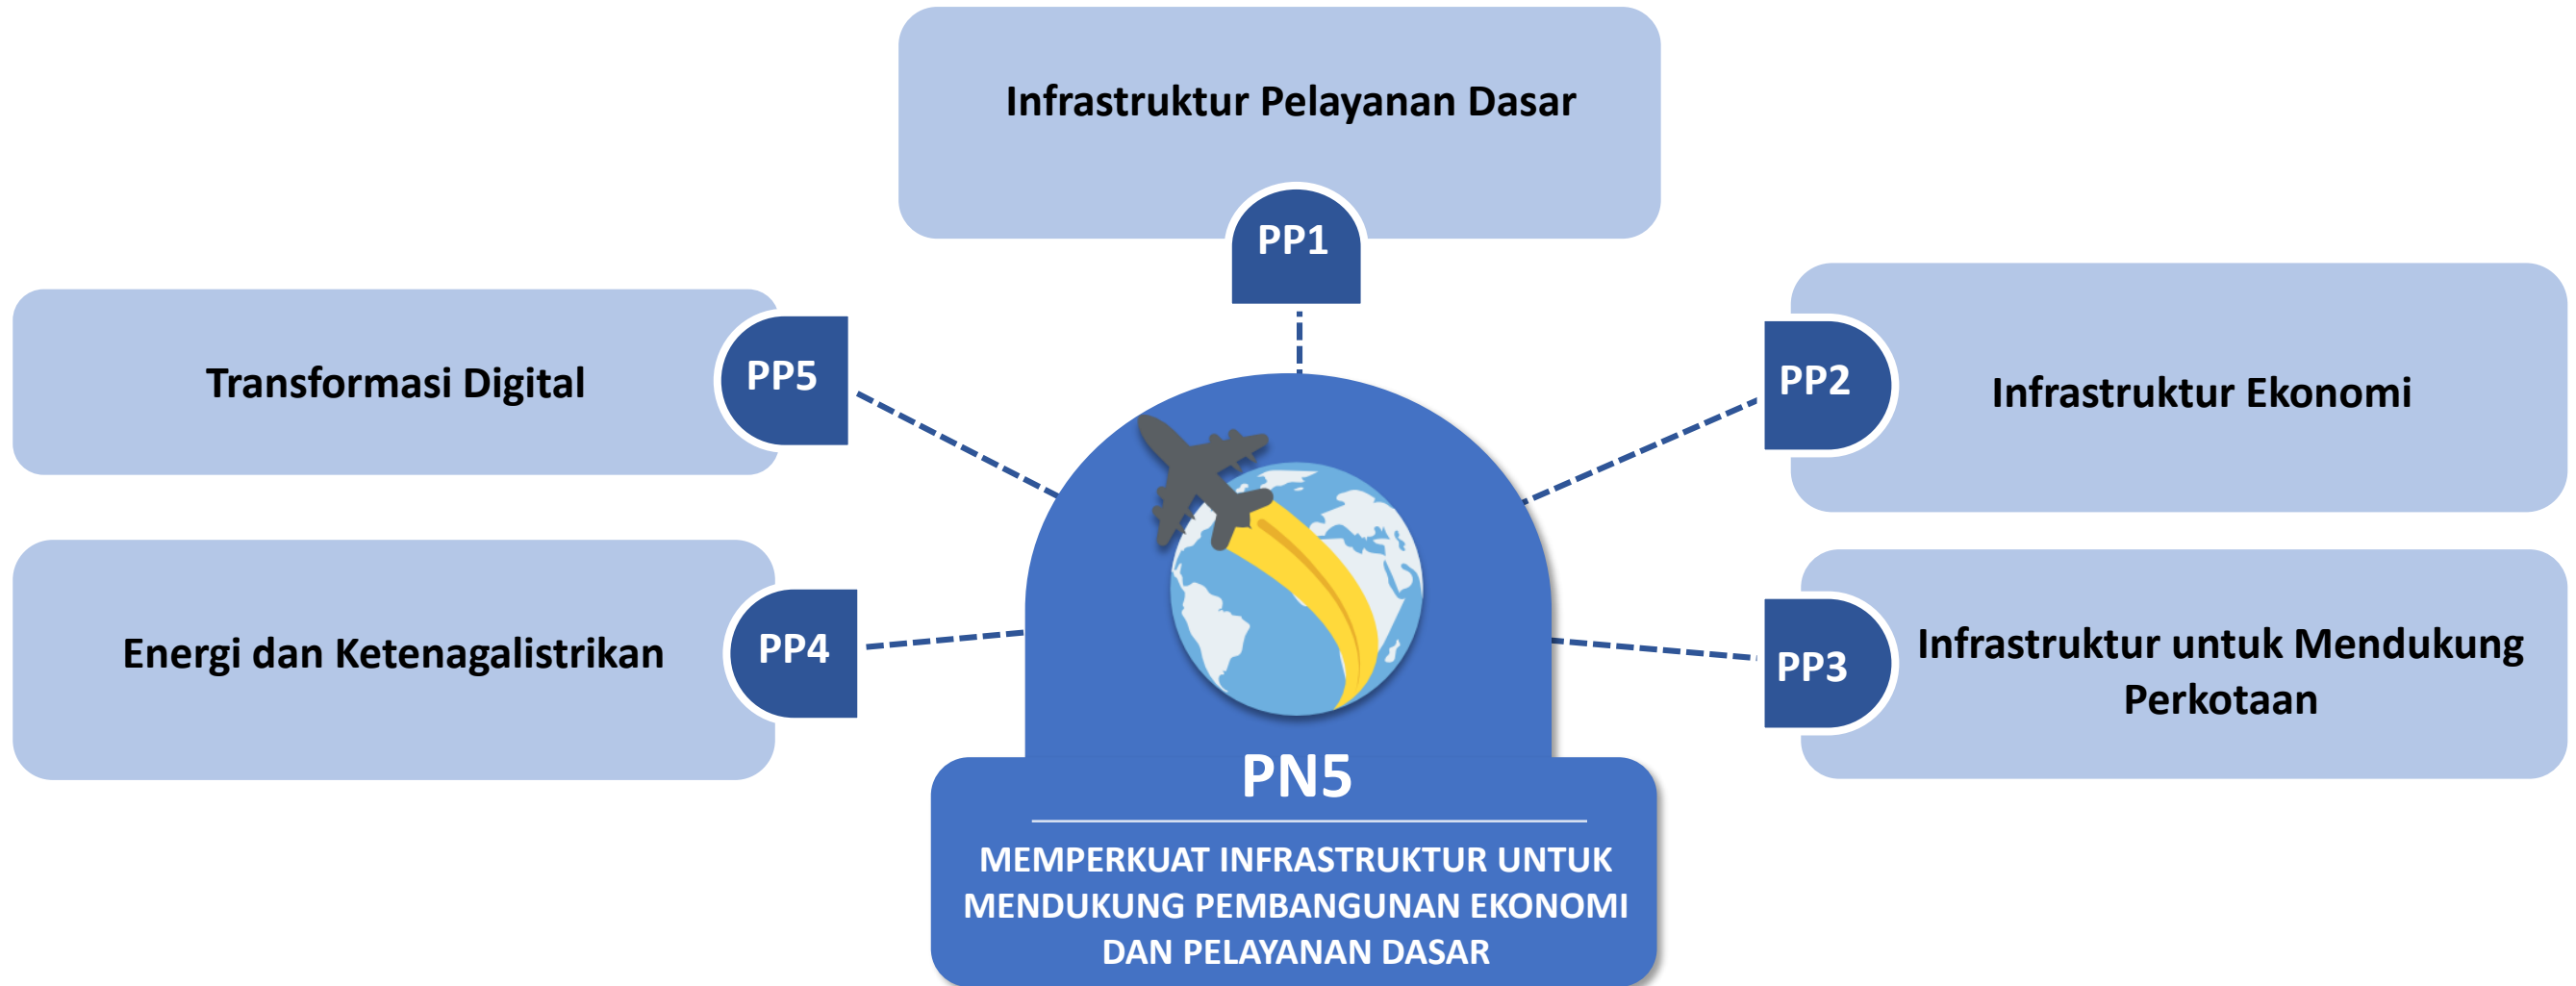 Infrastruktur Pelayanan Dasar
PP1
PP2
Infrastruktur Ekonomi
PP3
Infrastruktur untuk Mendukung
Perkotaan
PP4
Energi dan Ketenagalistrikan
PP5
Transformasi Digital
PN5
MEMPERKUAT INFRASTRUKTUR UNTUK
MENDUKUNG PEMBANGUNAN EKONOMI
DAN PELAYANAN DASAR